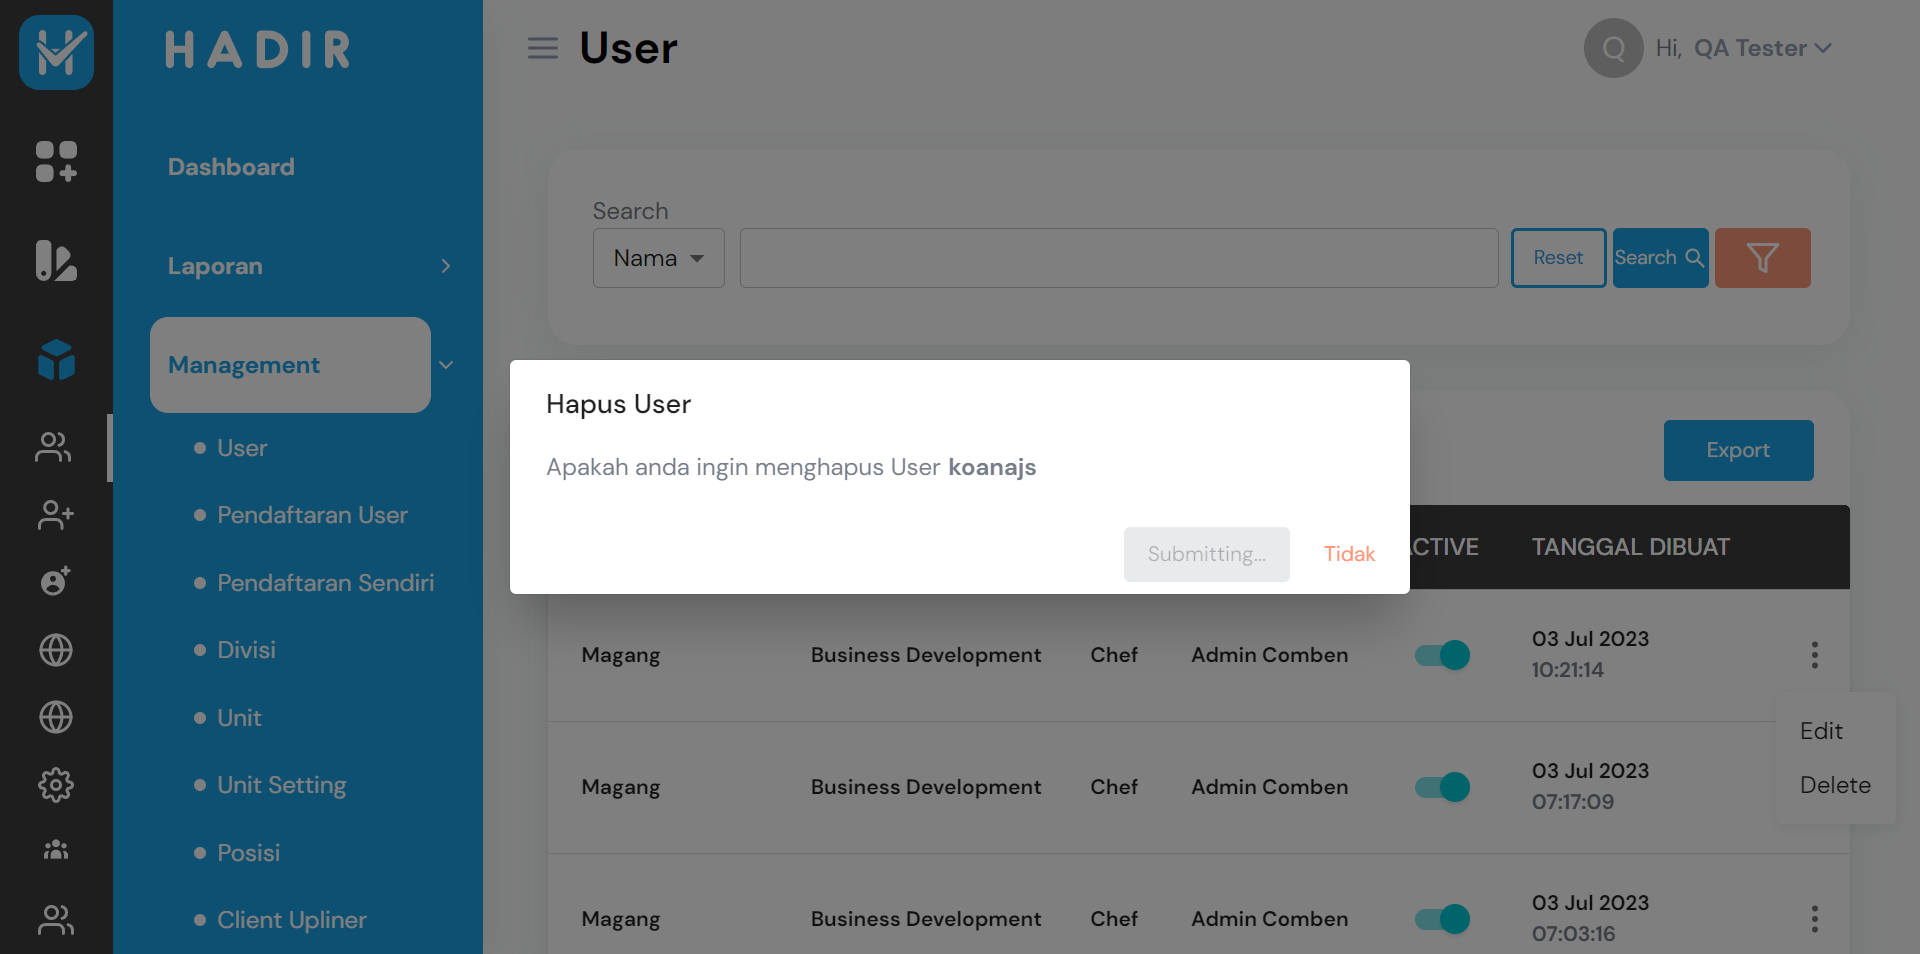 HADIR
User
Q
Hi, QA Tester
Dashboard
Laporan
Management
User
Pendaftaran User
Pendaftaran Sendiri
Divisi
Unit
Unit Setting
Posisi
Client Upliner
Search
Nama
Reset
Search
Hapus User
Apakah anda ingin menghapus User koanajs
Submitting...
Tidak
Export
CTIVE TANGGAL DIBUAT
Magang Business Development Chef Admin Comben 03 Jul 2023
10:21:14
Edit
Delete
Magang Business Development Chef Admin Comben 03 Jul 2023
07:17:09
Magang Business Development Chef Admin Comben 03 Jul 2023
07:03:16